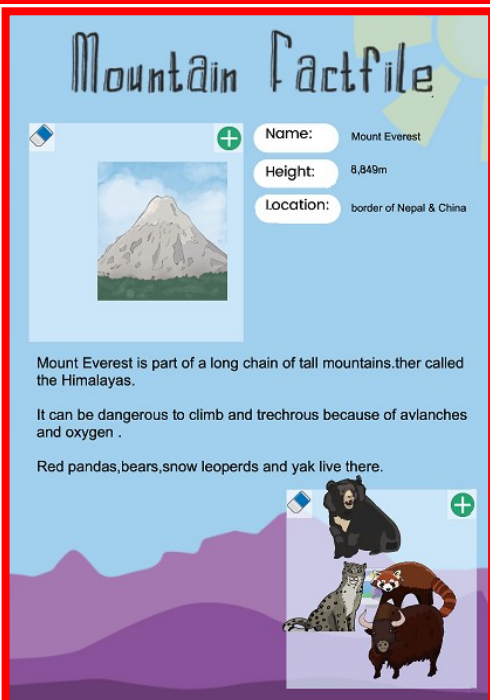 Mountain Factfile
Name: Mount Everest
Height: 8,849m
Location: border of Nepal & China
Mount Everest is part of a long chain of tall mountains.ther called
the Himalayas.
It can be dangerous to climb and trechrous because of avlanches
and oxygen .
Red pandas,bears,snow leoperds and yak live there.